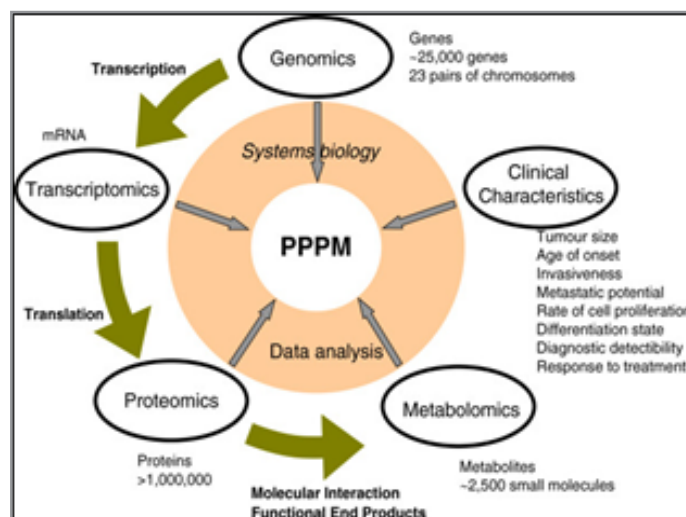 Genomics
Genes
~25,000 genes
23 pairs of chromosomes
Transcription
mRNA
Transcriptomics
Systems biology
Clinical
Characteristics
Tumour size
Age of onset
Invasiveness
Metastatic potential
Rate of cell proliferation
Differentiation state
Diagnostic detectibility
Response to treatment
PPPM
Translation
Data analysis
Proteomics
Proteins
>1,000,000
Metabolomics
Metabolites
~2,500 small molecules
Molecular Interaction
Functional End Products